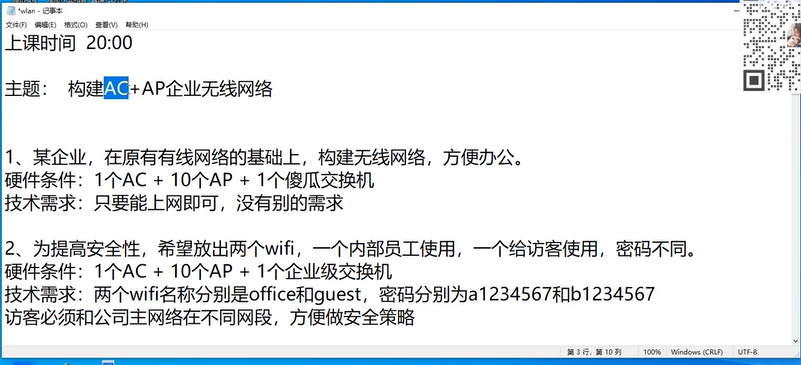 *wlan - 记事本
文件(F) 编辑(E) 格式(O) 查看(V) 帮助(H)
上课时间 20:00
主题： 构建AC+AP企业无线网络
1、某企业，在原有有线网络的基础上，构建无线网络，方便办公。
硬件条件：1个AC + 10个AP + 1个傻瓜交换机
技术需求：只要能上网即可，没有别的需求
2、为提高安全性，希望放出两个wifi，一个内部员工使用，一个给访客使用，密码不同。
硬件条件：1个AC + 10个AP + 1个企业级交换机
技术需求：两个wifi名称分别是office和guest，密码分别为a1234567和b1234567
访客必须和公司主网络在不同网段，方便做安全策略
第 3 行，第 10 列 100% Windows (CRLF) UTF-8